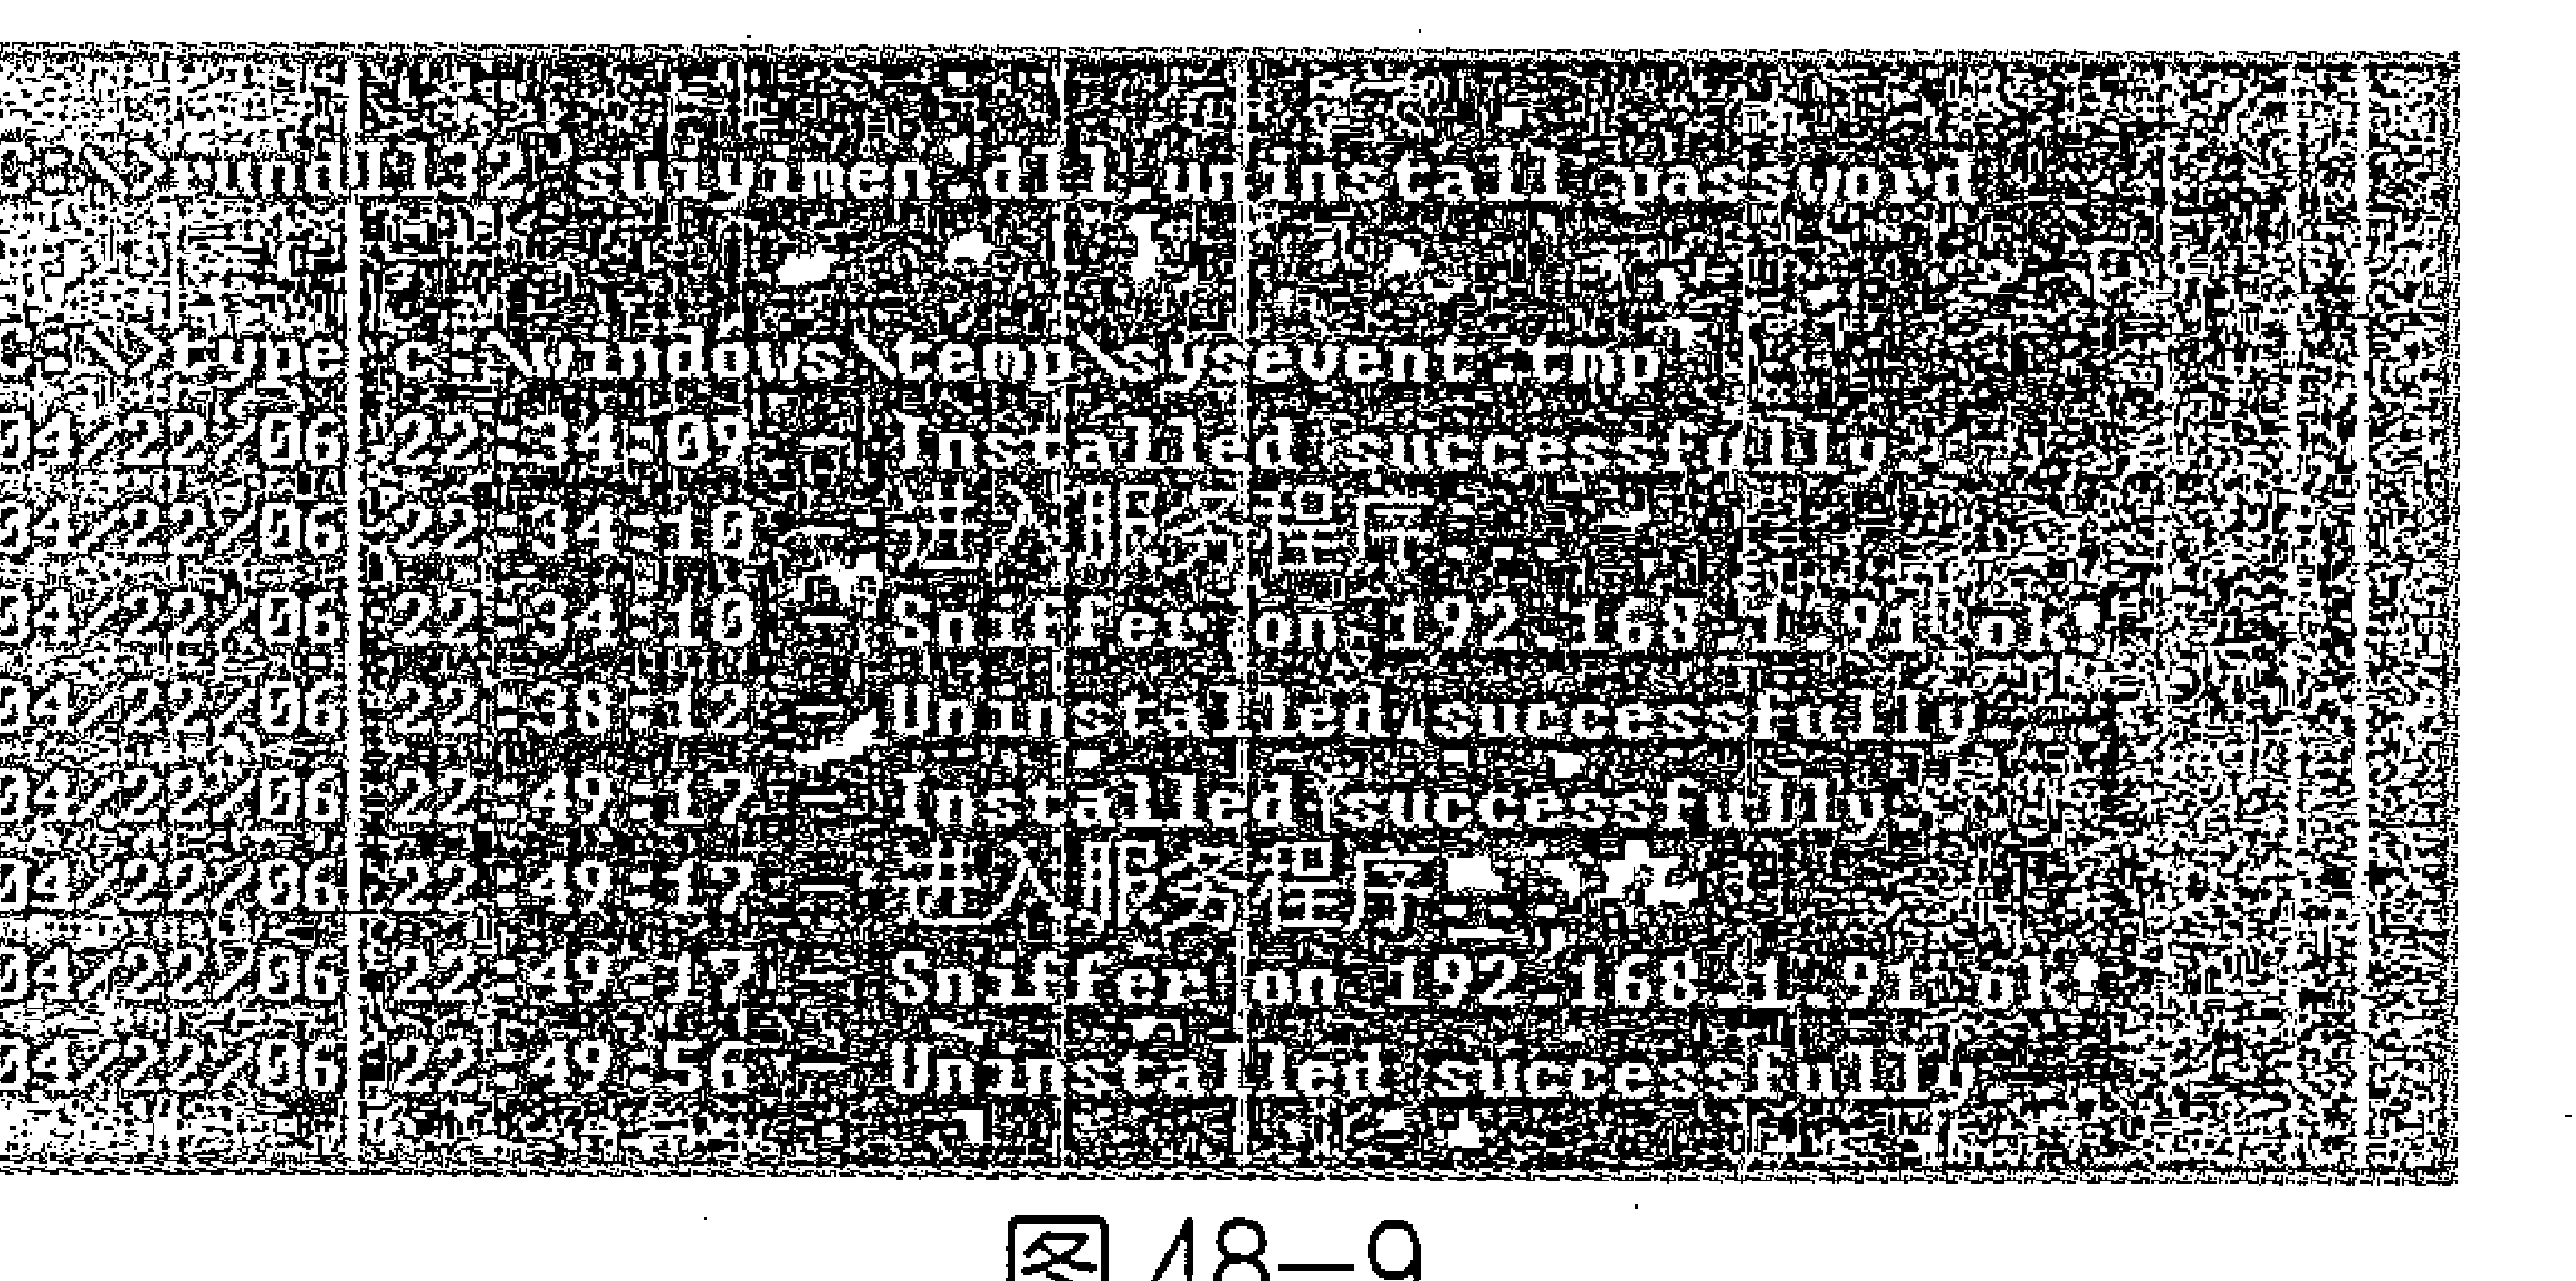 C:\>rundll32 suiyimen.dll uninstall password
C:\>type c:\windows\temp\sysevent.tmp
04/22/06 22:34:09 - Installed successfully.
04/22/06 22:34:10 - 进入服务程序...
04/22/06 22:34:10 - Sniffer on 192.168.1.91 ok!
04/22/06 22:38:12 - Uninstalled successfully
04/22/06 22:49:17 - Installed successfully.
04/22/06 22:49:17 - 进入服务程序...
04/22/06 22:49:17 - Sniffer on 192.168.1.91 ok!
04/22/06 22:49:56 - Uninstalled successfully
图 48-9